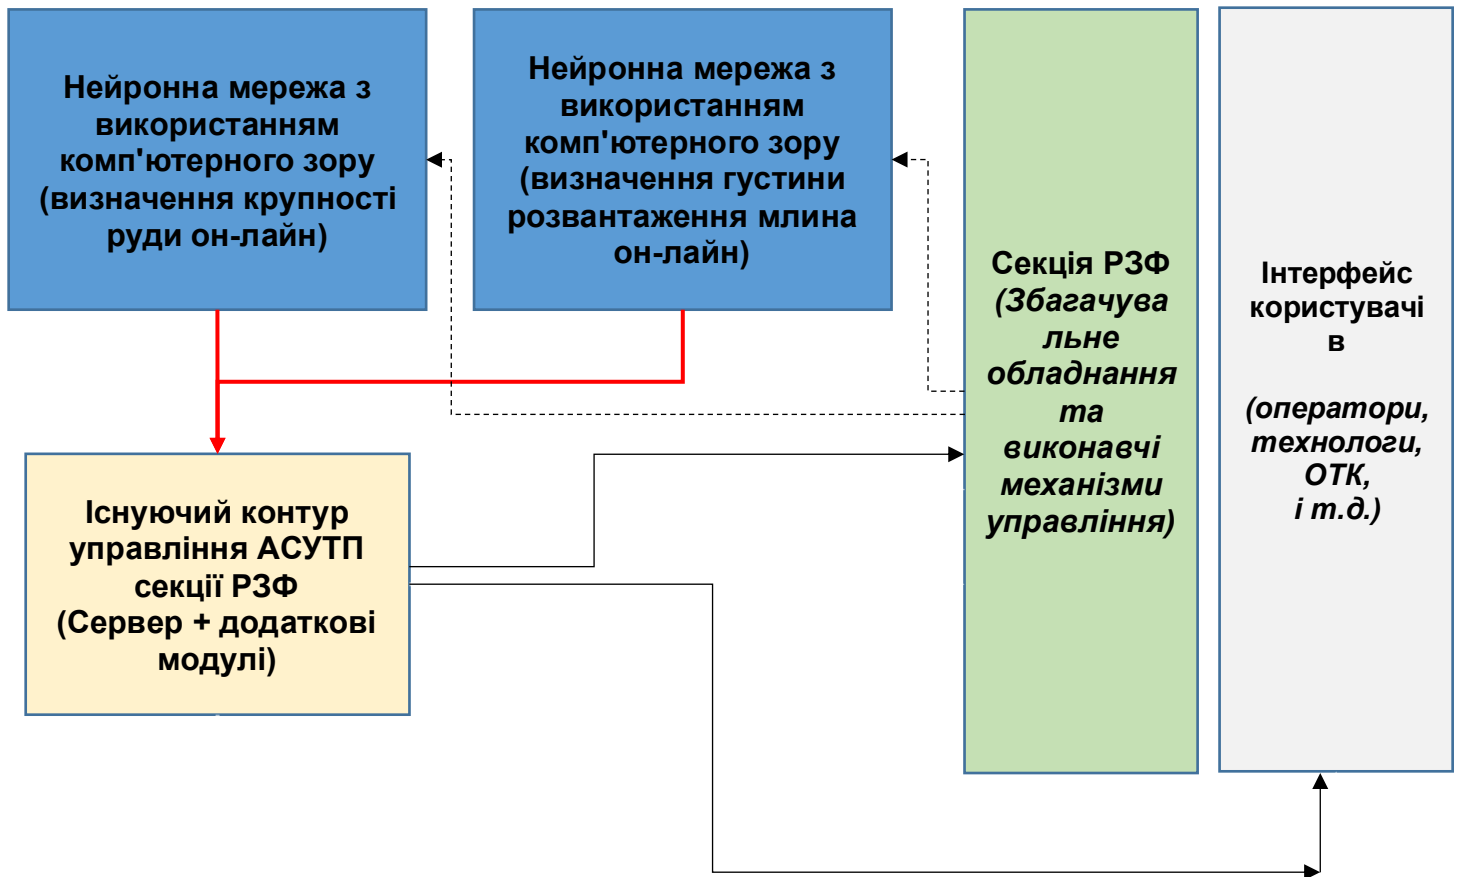 Нейронна мережа з
використанням
комп'ютерного зору
(визначення крупності
руди он-лайн)
Нейронна мережа з
використанням
комп'ютерного зору
(визначення густини
розвантаження млина
он-лайн)
Секція РЗФ
(Збагачува
льне
обладнання
та
виконавчі
механізми
управління)
Інтерфейс
користувачі
в
(оператори,
технологи,
ОТК,
і т.д.)
Існуючий контур
управління АСУТП
секції РЗФ
(Сервер + додаткові
модулі)